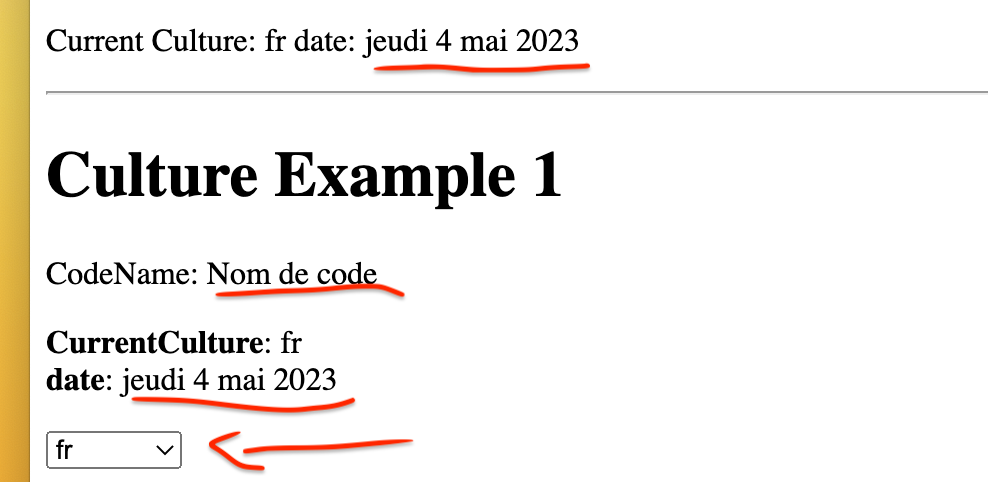 Current Culture: fr date: jeudi 4 mai 2023
Culture Example 1
CodeName: Nom de code
CurrentCulture: fr
date: jeudi 4 mai 2023
fr